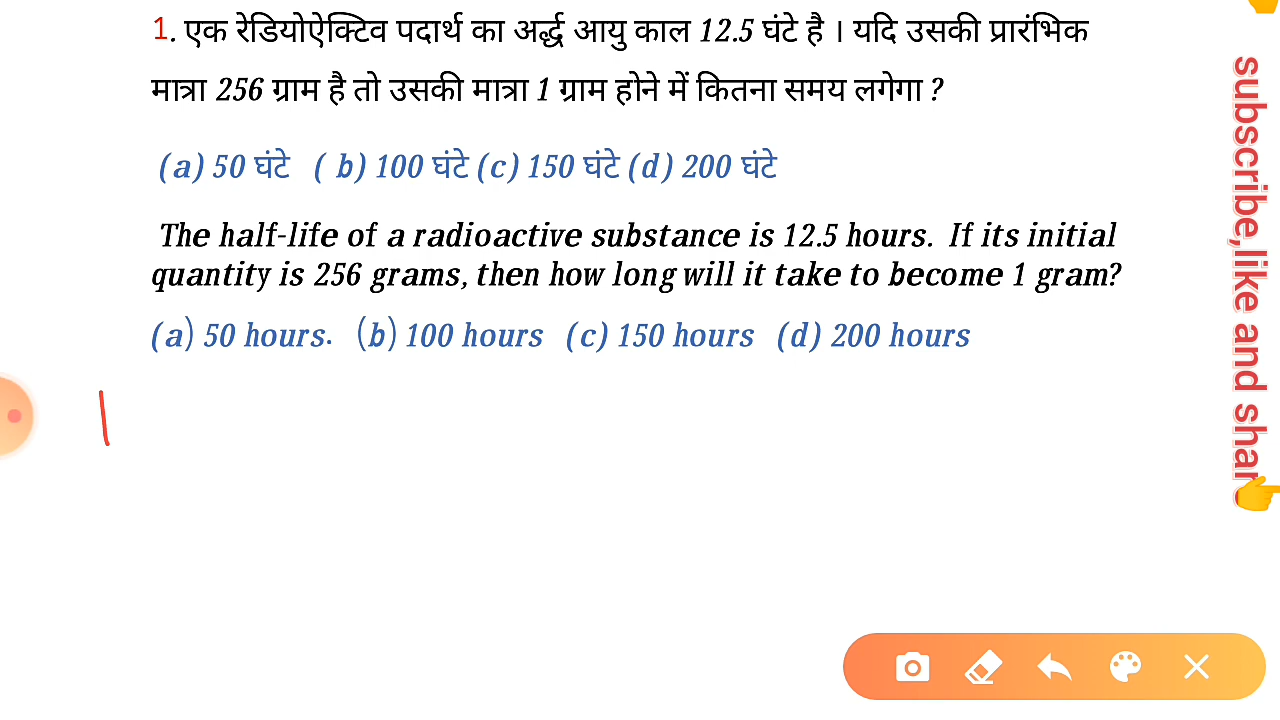 1. एक रेडियोऐक्टिव पदार्थ का अर्द्ध आयु काल 12.5 घंटे है । यदि उसकी प्रारंभिक
मात्रा 256 ग्राम है तो उसकी मात्रा 1 ग्राम होने में कितना समय लगेगा ?
(a) 50 घंटे ( b) 100 घंटे (c) 150 घंटे (d) 200 घंटे
The half-life of a radioactive substance is 12.5 hours. If its initial
quantity is 256 grams, then how long will it take to become 1 gram?
(a) 50 hours. (b) 100 hours (c) 150 hours (d) 200 hours
subscribe,like and